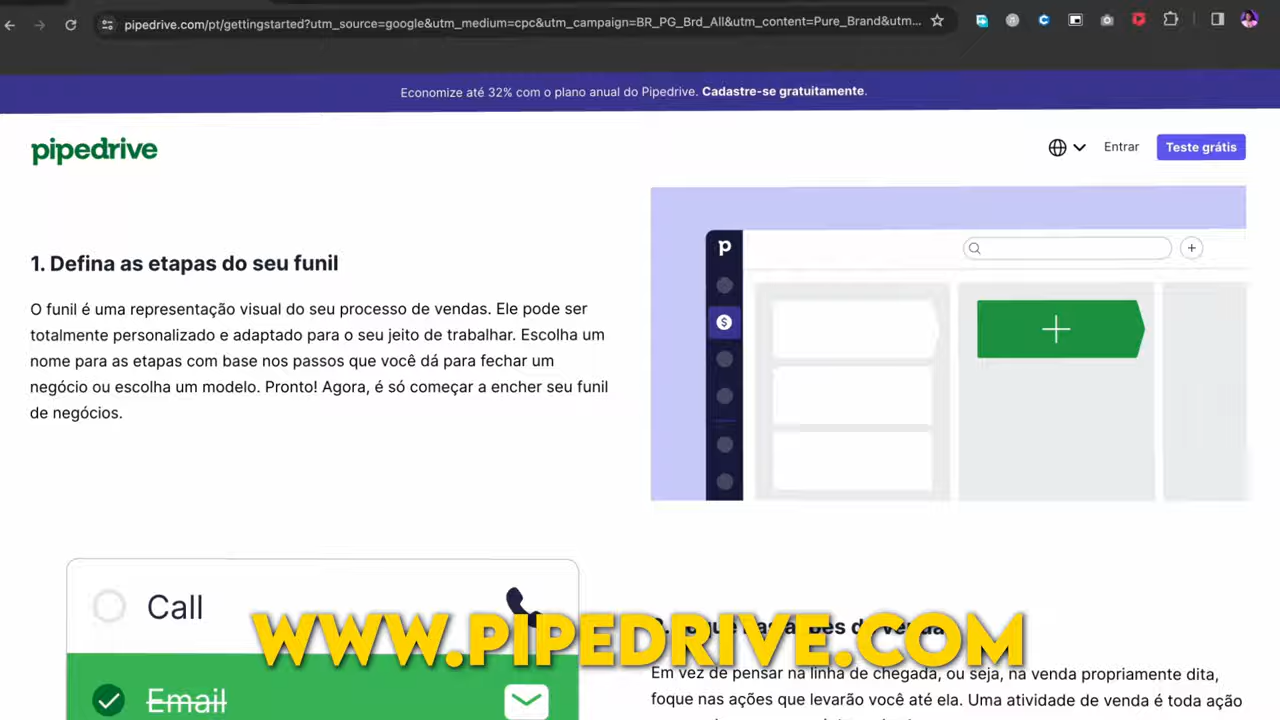 pipedrive.com/pt/gettingstarted?utm_source=google&utm_medium=cpc&utm_campaign=BR_PG_Brd_All&utm_content=Pure_Brand&utm...
Economize até 32% com o plano anual do Pipedrive. Cadastre-se gratuitamente.
pipedrive
Entrar
Teste grátis
1. Defina as etapas do seu funil
O funil é uma representação visual do seu processo de vendas. Ele pode ser
totalmente personalizado e adaptado para o seu jeito de trabalhar. Escolha um
nome para as etapas com base nos passos que você dá para fechar um
negócio ou escolha um modelo. Pronto! Agora, é só começar a encher seu funil
de negócios.
p
$
Call
Email
WWW.PIPEDRIVE.COM
Em vez de pensar na linha de chegada, ou seja, na venda propriamente dita,
foque nas ações que levarão você até ela. Uma atividade de venda é toda ação